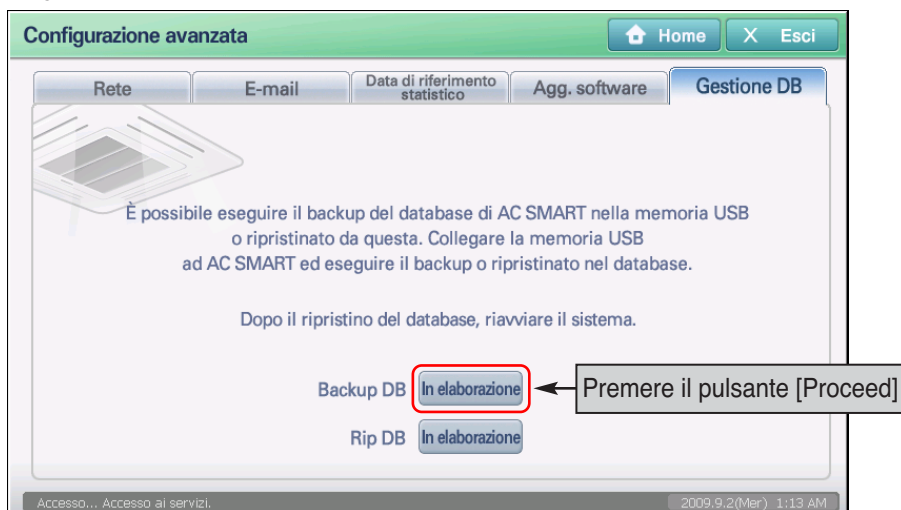 Configurazione avanzata
Home
X Esci
Rete
E-mail
Data di riferimento
statistico
Agg. software
Gestione DB
È possibile eseguire il backup del database di AC SMART nella memoria USB
o ripristinato da questa. Collegare la memoria USB
ad AC SMART ed eseguire il backup o ripristinato nel database.
Dopo il ripristino del database, riavviare il sistema.
Backup DB
In elaborazione
Premere il pulsante [Proceed]
Rip DB
In elaborazione
Accesso... Accesso ai servizi.
2009.9.2(Mer) 1:13 AM